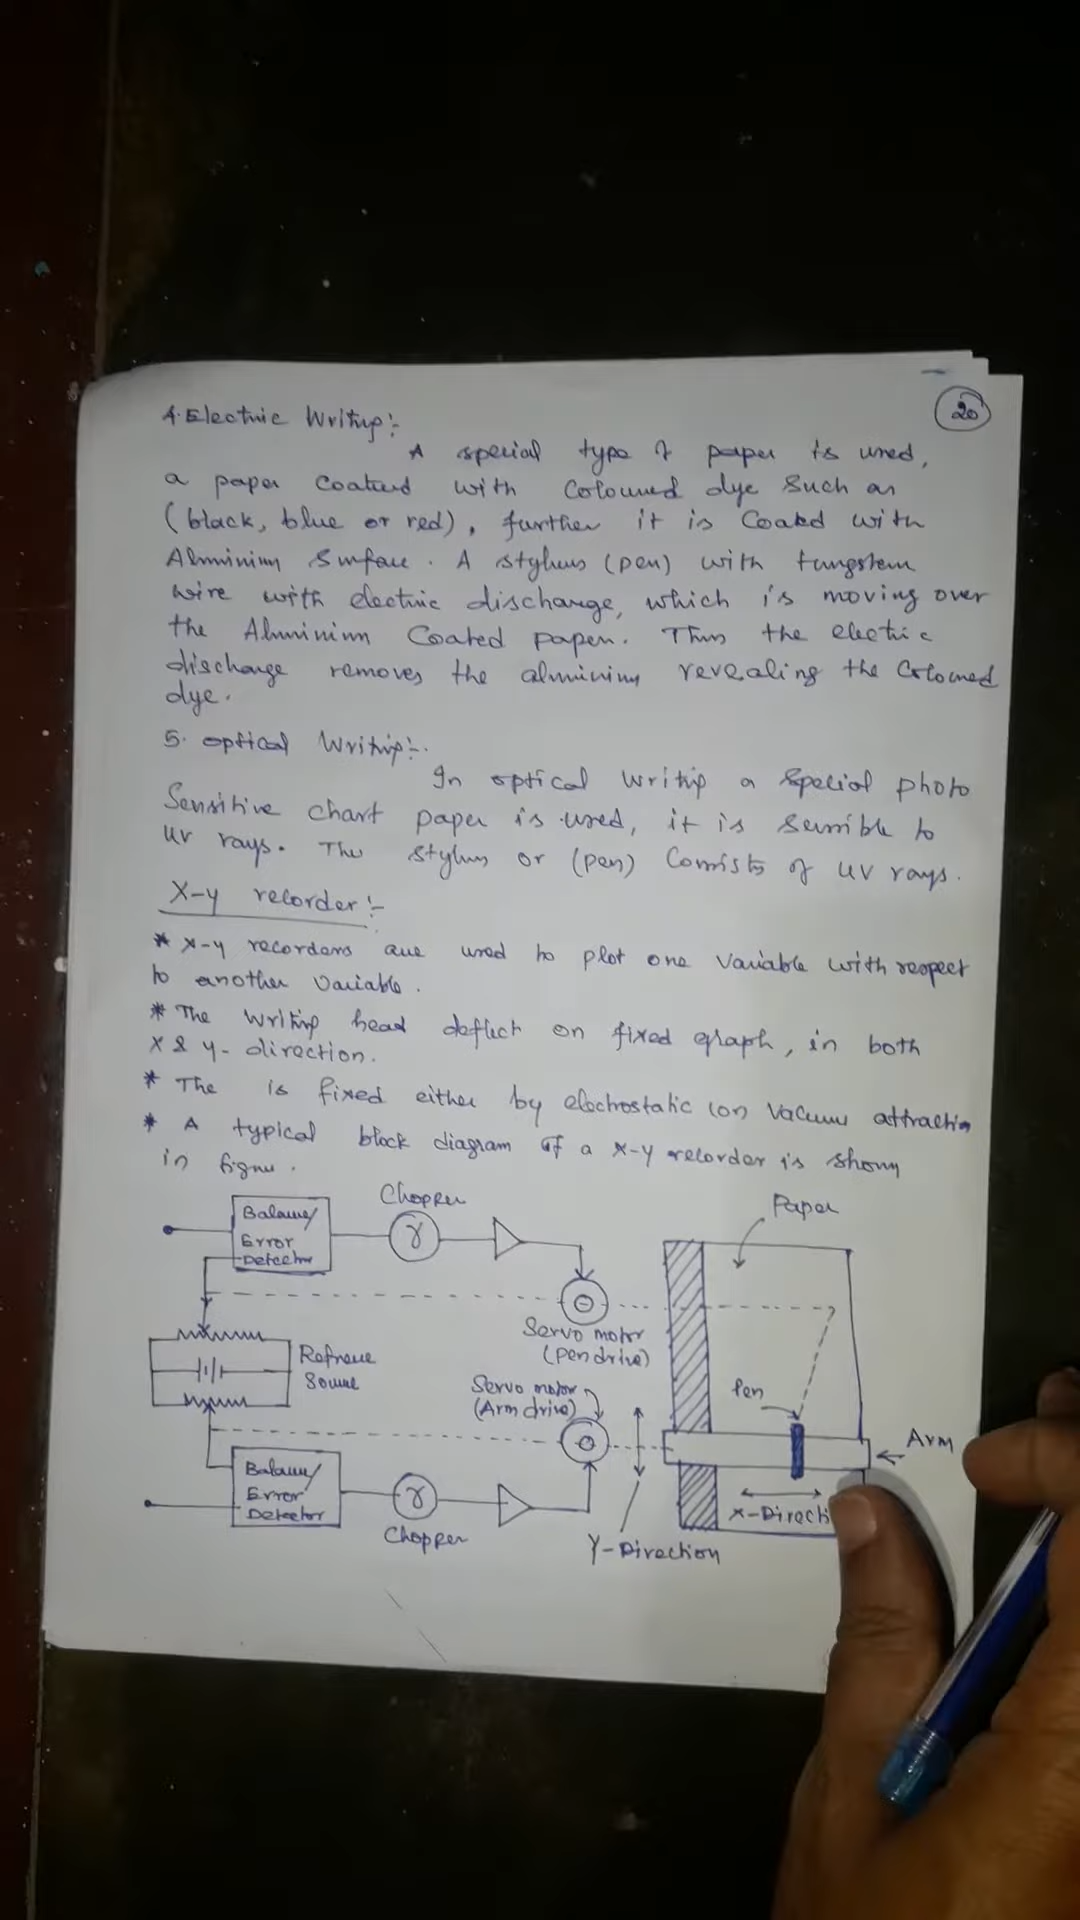 20
4. Electric Writing:-
A special type of paper is used,
a paper coated with coloured dye such as
(black, blue or red), further it is coated with
Aluminium surface. A stylus (pen) with tungsten
wire with electric discharge, which is moving over
the Aluminium coated paper. Thus the electric
discharge removes the aluminium revealing the coloured
dye.
5. optical Writing:-
In optical writing a special photo
Sensitive chart paper is used, it is sensible to
UV rays. The stylus or (pen) consists of UV rays.
X-y recorder:-
* x-y recorders are used to plot one variable with respect
to another variable.
* The writing head deflect on fixed graph, in both
x & y- direction.
* The is fixed either by electrostatic (or) vacuum attraction
* A typical block diagram of a x-y recorder is shown
in figure.
Chopper
Paper
Balance/
Error
Detector
Servo motor
(pen drive)
Refrence
Source
Servo motor
(Arm drive)
Pen
Arm
Balance/
Error
Detector
Chopper
X-Directi
Y-Direction